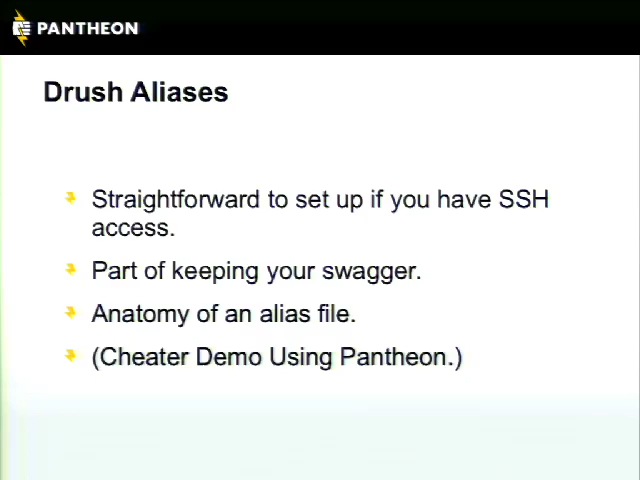 PANTHEON
Drush Aliases
Straightforward to set up if you have SSH
access.
Part of keeping your swagger.
Anatomy of an alias file.
(Cheater Demo Using Pantheon.)